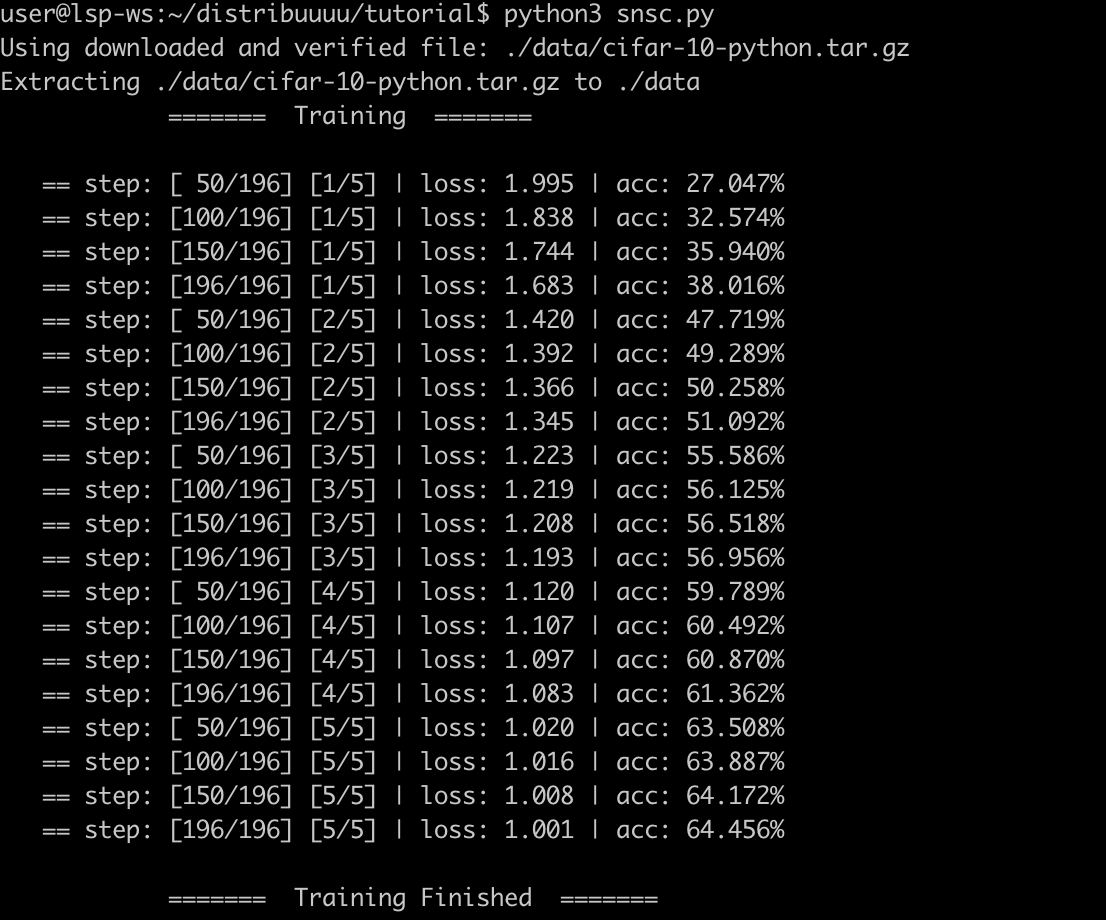 user@lsp-ws:~/distribuuuu/tutorial$ python3 snsc.py
Using downloaded and verified file: ./data/cifar-10-python.tar.gz
Extracting ./data/cifar-10-python.tar.gz to ./data
            =======  Training  =======
   == step: [ 50/196] [1/5] | loss: 1.995 | acc: 27.047%
   == step: [100/196] [1/5] | loss: 1.838 | acc: 32.574%
   == step: [150/196] [1/5] | loss: 1.744 | acc: 35.940%
   == step: [196/196] [1/5] | loss: 1.683 | acc: 38.016%
   == step: [ 50/196] [2/5] | loss: 1.420 | acc: 47.719%
   == step: [100/196] [2/5] | loss: 1.392 | acc: 49.289%
   == step: [150/196] [2/5] | loss: 1.366 | acc: 50.258%
   == step: [196/196] [2/5] | loss: 1.345 | acc: 51.092%
   == step: [ 50/196] [3/5] | loss: 1.223 | acc: 55.586%
   == step: [100/196] [3/5] | loss: 1.219 | acc: 56.125%
   == step: [150/196] [3/5] | loss: 1.208 | acc: 56.518%
   == step: [196/196] [3/5] | loss: 1.193 | acc: 56.956%
   == step: [ 50/196] [4/5] | loss: 1.120 | acc: 59.789%
   == step: [100/196] [4/5] | loss: 1.107 | acc: 60.492%
   == step: [150/196] [4/5] | loss: 1.097 | acc: 60.870%
   == step: [196/196] [4/5] | loss: 1.083 | acc: 61.362%
   == step: [ 50/196] [5/5] | loss: 1.020 | acc: 63.508%
   == step: [100/196] [5/5] | loss: 1.016 | acc: 63.887%
   == step: [150/196] [5/5] | loss: 1.008 | acc: 64.172%
   == step: [196/196] [5/5] | loss: 1.001 | acc: 64.456%
            =======  Training Finished  =======